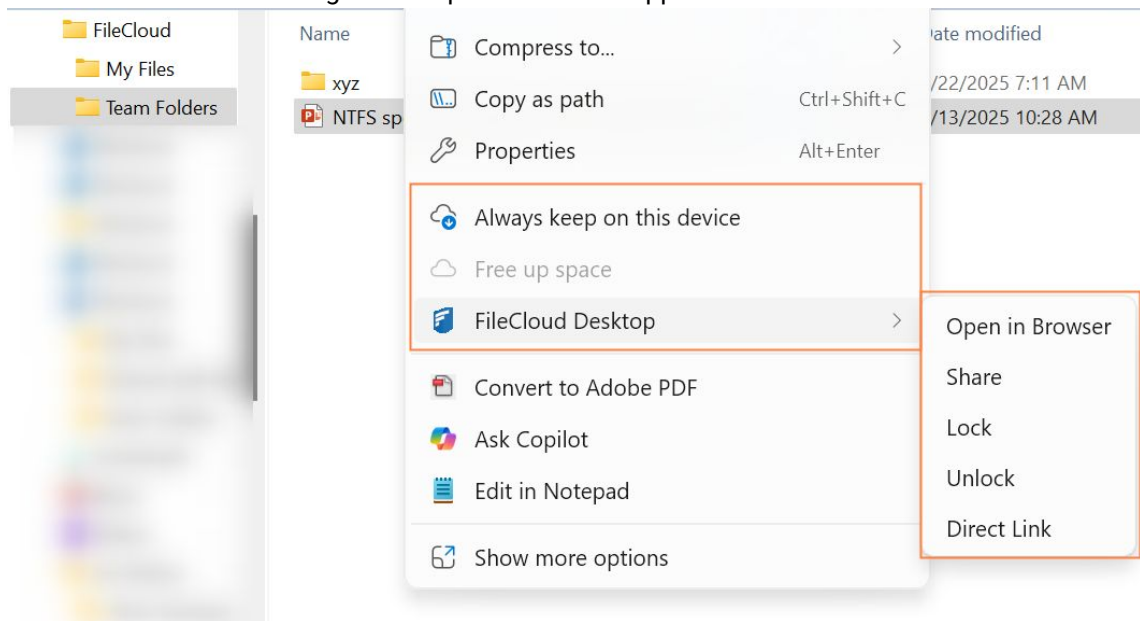 FileCloud
My Files
Team Folders
Name
xyz
NTFS sp
Date modified
/22/2025 7:11 AM
/13/2025 10:28 AM
Compress to...
Copy as path Ctrl+Shift+C
Properties Alt+Enter
Always keep on this device
Free up space
FileCloud Desktop
Convert to Adobe PDF
Ask Copilot
Edit in Notepad
Show more options
Open in Browser
Share
Lock
Unlock
Direct Link